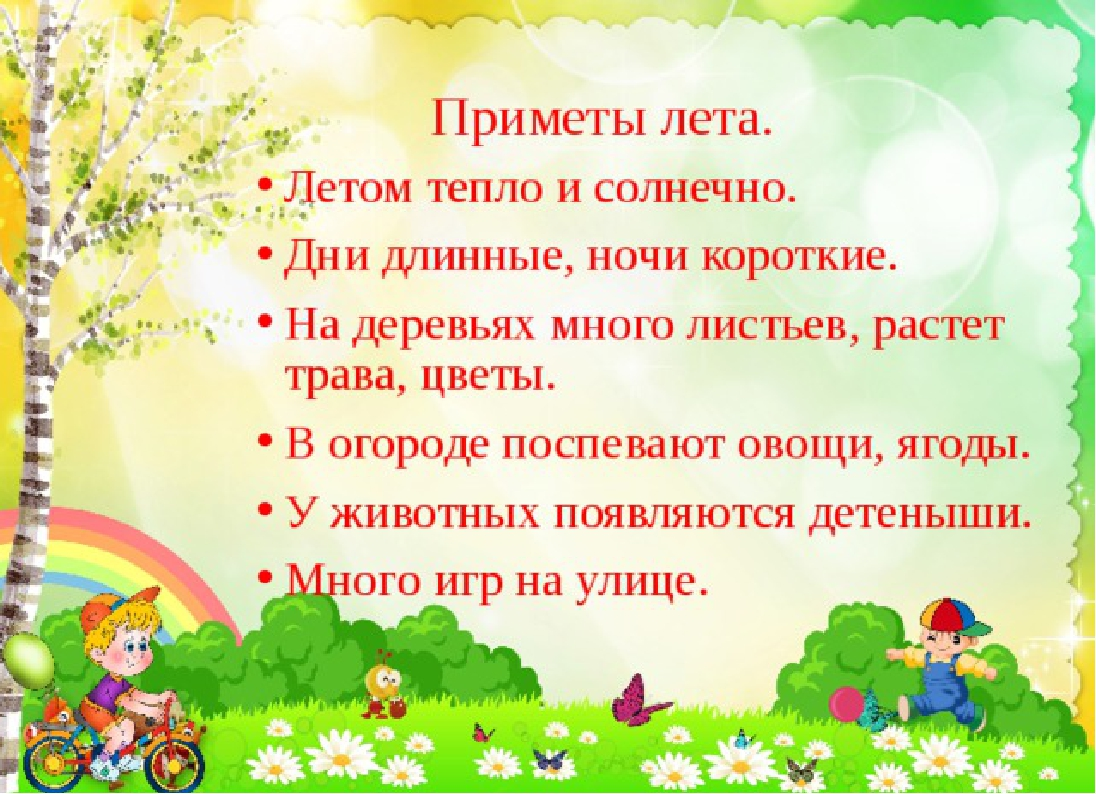 Приметы лета.
• Летом тепло и солнечно.
• Дни длинные, ночи короткие.
• На деревьях много листьев, растет
трава, цветы.
• В огороде поспевают овощи, ягоды.
• У животных появляются детеныши.
• Много игр на улице.